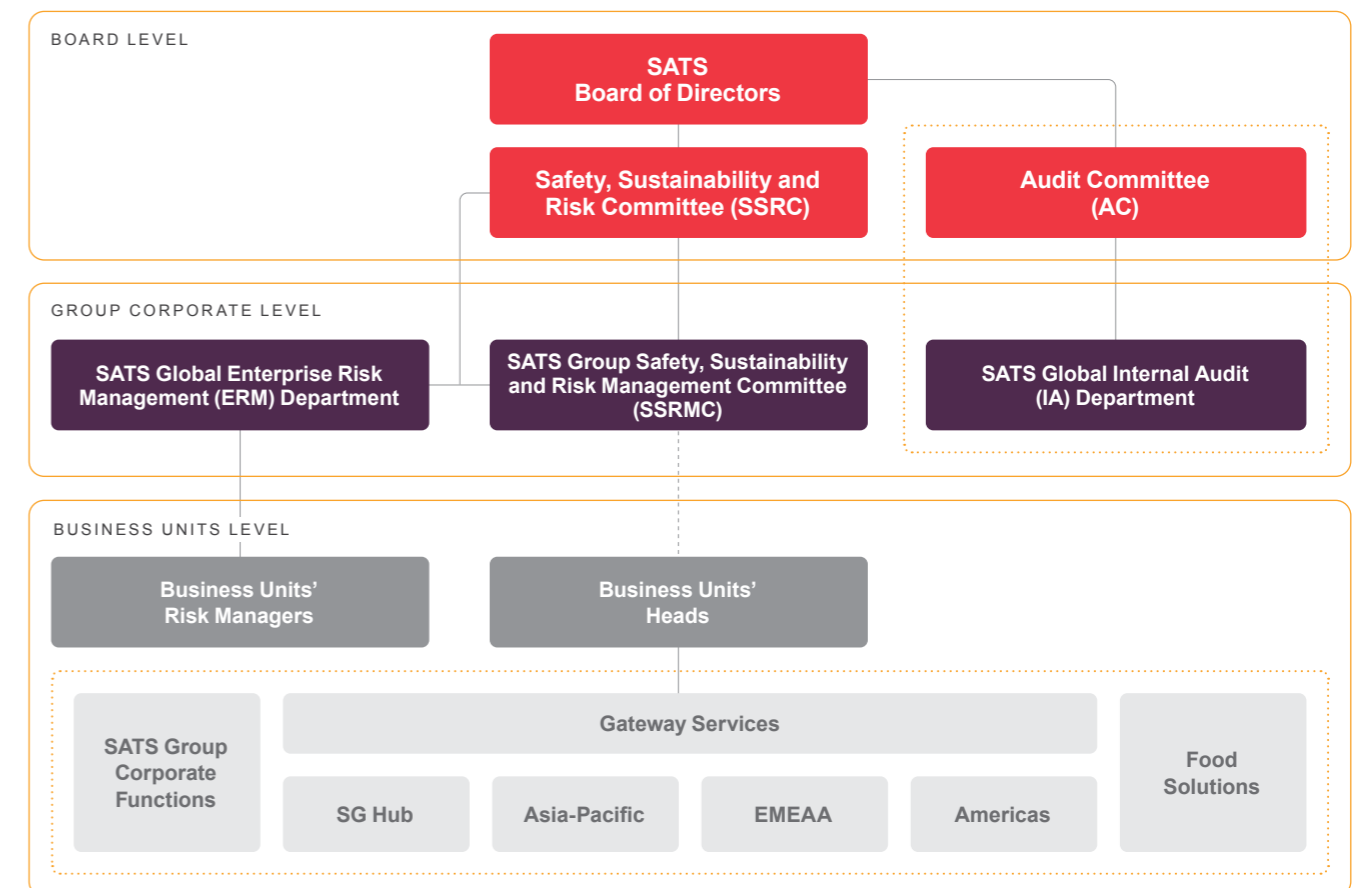 BOARD LEVEL
SATS
Board of Directors
Safety, Sustainability and
Risk Committee (SSRC)
Audit Committee
(AC)
GROUP CORPORATE LEVEL
SATS Global Enterprise Risk
Management (ERM) Department
SATS Group Safety, Sustainability
and Risk Management Committee
(SSRMC)
SATS Global Internal Audit
(IA) Department
BUSINESS UNITS LEVEL
Business Units’
Risk Managers
Business Units’
Heads
SATS Group
Corporate
Functions
Gateway Services
SG Hub
Asia-Pacific
EMEAA
Americas
Food
Solutions